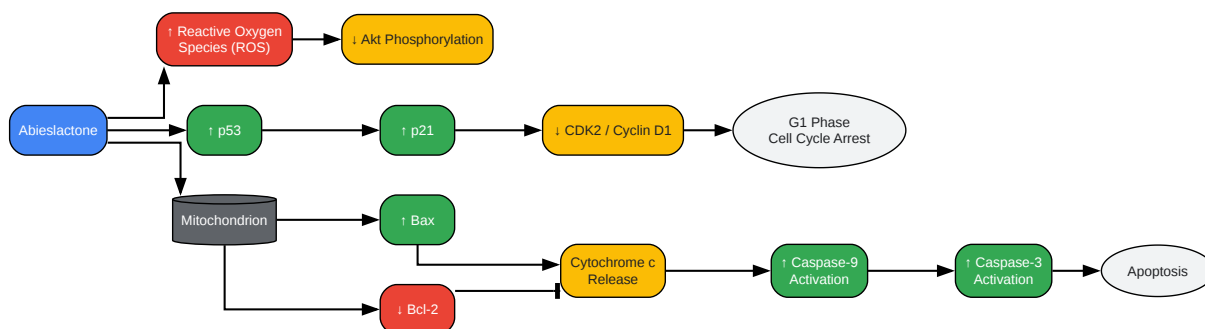 ↑ Reactive Oxygen
Species (ROS)
↓ Akt Phosphorylation
Abieslactone
↑ p53
↑ p21
↓ CDK2 / Cyclin D1
G1 Phase
Cell Cycle Arrest
Mitochondrion
↑ Bax
Cytochrome c
Release
↑ Caspase-9
Activation
↑ Caspase-3
Activation
Apoptosis
↓ Bcl-2